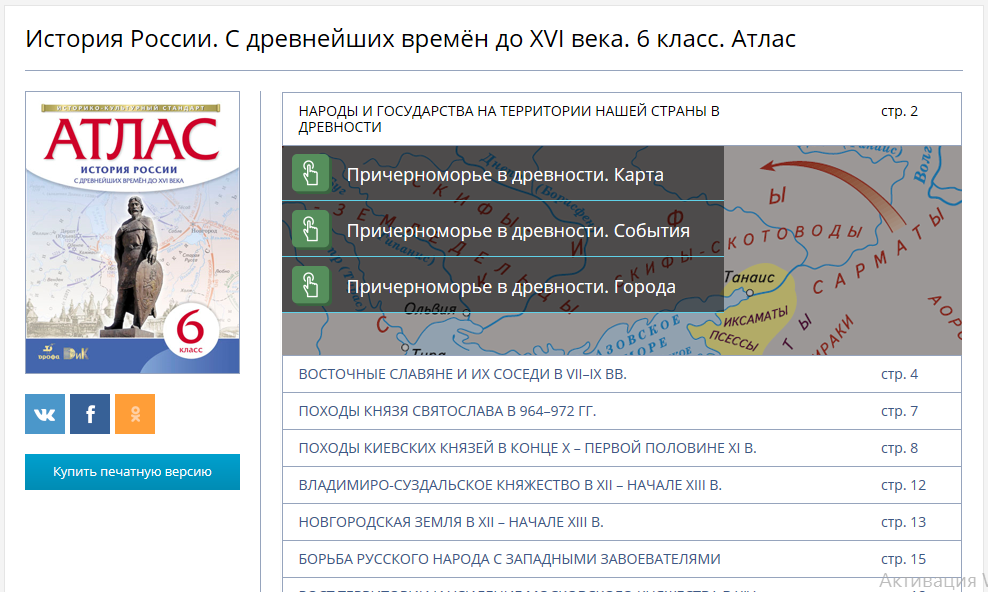 История России. С древнейших времён до XVI века. 6 класс. Атлас
ИСТОРИКО-КУЛЬТУРНЫЙ СТАНДАРТ
АТЛАС
ИСТОРИЯ РОССИИ
С ДРЕВНЕЙШИХ ВРЕМЁН ДО XVI ВЕКА
6
класс
дрофа ДиК
Купить печатную версию
НАРОДЫ И ГОСУДАРСТВА НА ТЕРРИТОРИИ НАШЕЙ СТРАНЫ В
ДРЕВНОСТИ
стр. 2
Причерноморье в древности. Карта
Причерноморье в древности. События
Причерноморье в древности. Города
СКИФЫ-СКОТОВОДЫ
САРМАТЫ
Танаис
ИКСАМАТЫ
ПСЕССЫ
Ольвия
Тира
АЗОВСКОЕ
МОРЕ
ВОСТОЧНЫЕ СЛАВЯНЕ И ИХ СОСЕДИ В VII–IX ВВ. стр. 4
ПОХОДЫ КНЯЗЯ СВЯТОСЛАВА В 964–972 ГГ. стр. 7
ПОХОДЫ КИЕВСКИХ КНЯЗЕЙ В КОНЦЕ X – ПЕРВОЙ ПОЛОВИНЕ XI В. стр. 8
ВЛАДИМИРО-СУЗДАЛЬСКОЕ КНЯЖЕСТВО В XII – НАЧАЛЕ XIII В. стр. 12
НОВГОРОДСКАЯ ЗЕМЛЯ В XII – НАЧАЛЕ XIII В. стр. 13
БОРЬБА РУССКОГО НАРОДА С ЗАПАДНЫМИ ЗАВОЕВАТЕЛЯМИ стр. 15
Активация